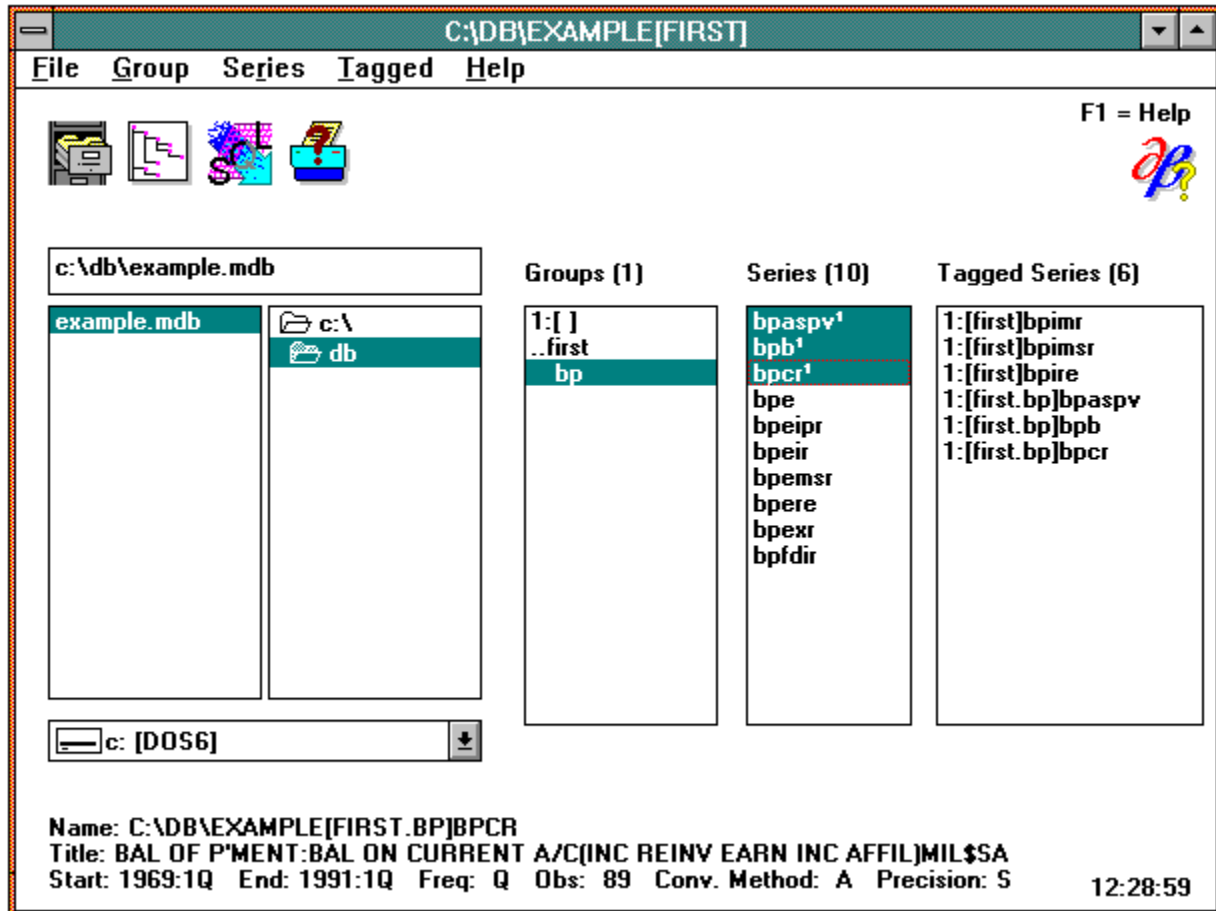 C:\DB\EXAMPLE[FIRST]
File Group Series Tagged Help
F1 = Help
SQL
?
∂β?
c:\db\example.mdb
example.mdb
c:\
db
c: [DOS6]
Groups (1)
1:[ ]
..first
bp
Series (10)
bpaspv¹
bpb¹
bpcr¹
bpe
bpeipr
bpeir
bpemsr
bpere
bpexr
bpfdir
Tagged Series (6)
1:[first]bpimr
1:[first]bpimsr
1:[first]bpire
1:[first.bp]bpaspv
1:[first.bp]bpb
1:[first.bp]bpcr
Name: C:\DB\EXAMPLE[FIRST.BP]BPCR
Title: BAL OF P'MENT:BAL ON CURRENT A/C(INC REINV EARN INC AFFIL)MIL$SA
Start: 1969:1Q End: 1991:1Q Freq: Q Obs: 89 Conv. Method: A Precision: S
12:28:59